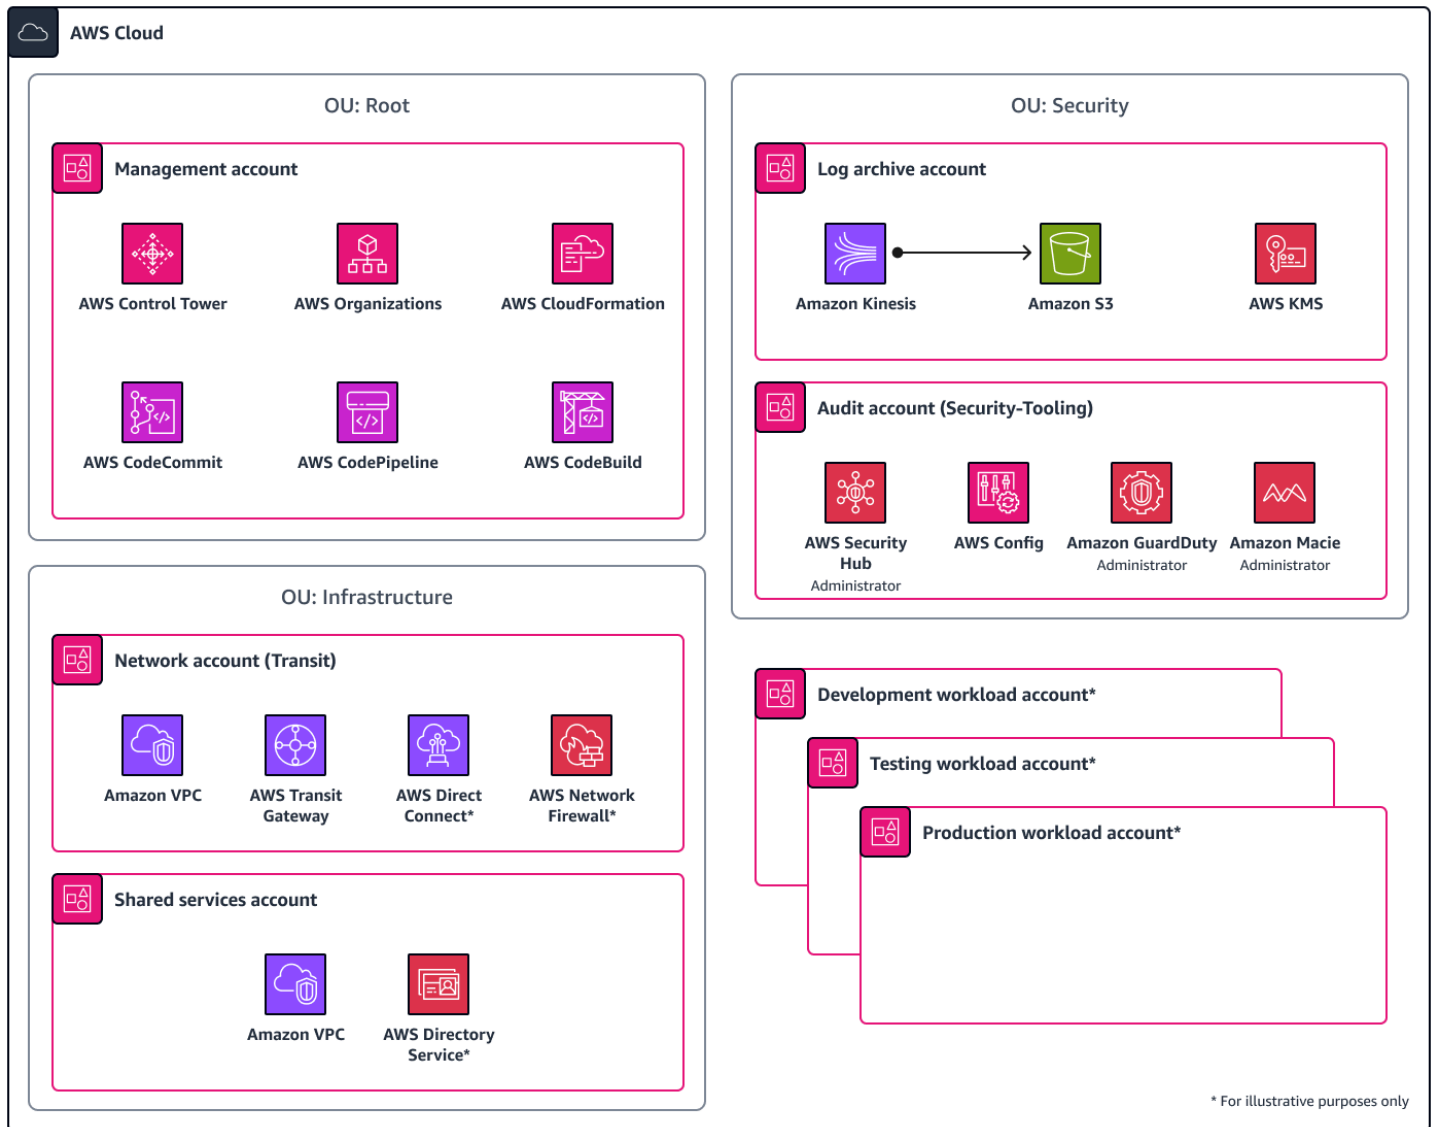 AWS Cloud
OU: Root
Management account
AWS Control Tower
AWS Organizations
AWS CloudFormation
AWS CodeCommit
AWS CodePipeline
AWS CodeBuild
OU: Security
Log archive account
Amazon Kinesis
Amazon S3
AWS KMS
Audit account (Security-Tooling)
AWS Security
Hub
Administrator
AWS Config
Amazon GuardDuty
Administrator
Amazon Macie
Administrator
OU: Infrastructure
Network account (Transit)
Amazon VPC
AWS Transit
Gateway
AWS Direct
Connect*
AWS Network
Firewall*
Shared services account
Amazon VPC
AWS Directory
Service*
Development workload account*
Testing workload account*
Production workload account*
* For illustrative purposes only